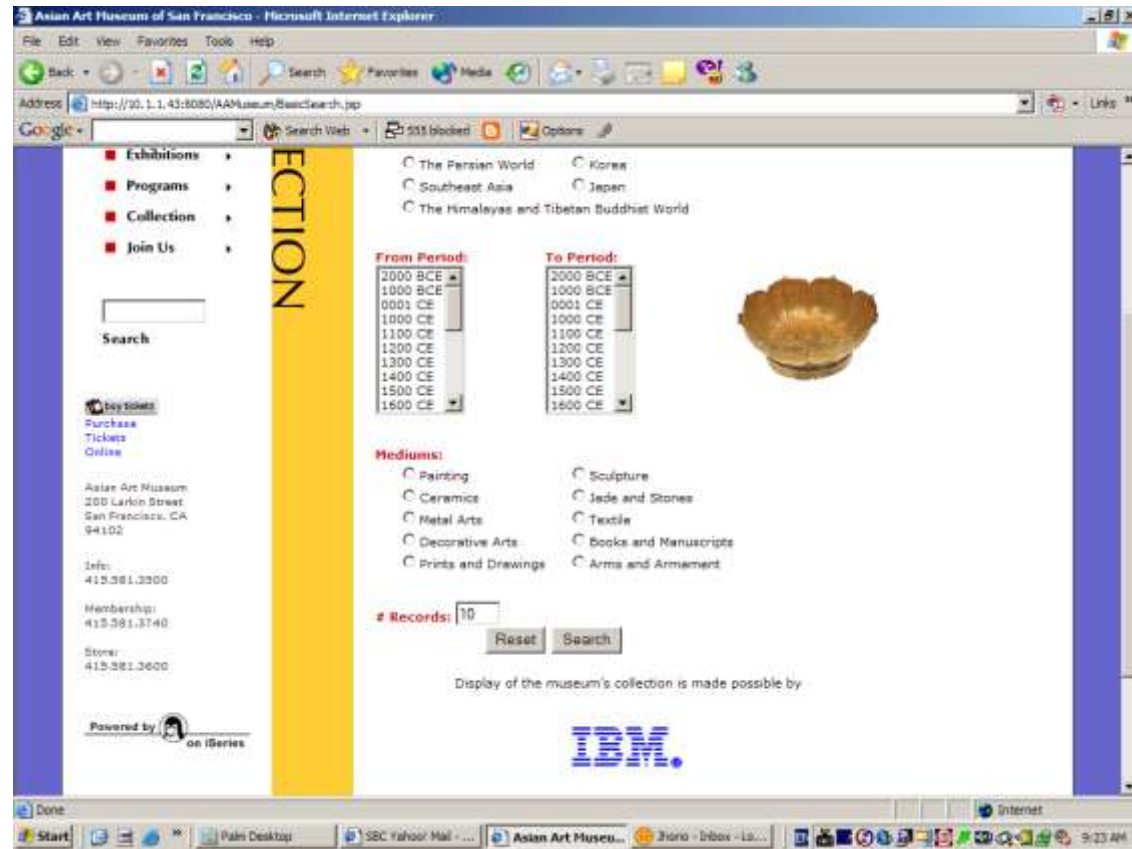 Asian Art Museum of San Francisco - Microsoft Internet Explorer
File Edit View Favorites Tools Help
Back Search Favorites Media
Address http://10.1.1.43:8080/AAMuseum/BasicSearch.jsp Links
Google Search Web 555 blocked Options
Exhibitions
Programs
Collection
Join Us
Search
buy tickets
Purchase
Tickets
Online
Asian Art Museum
200 Larkin Street
San Francisco, CA
94102
Info:
415.581.3500
Membership:
415.581.3740
Store:
415.581.3600
Powered by
on iSeries
ECTION
The Persian World Korea
Southeast Asia Japan
The Himalayas and Tibetan Buddhist World
From Period: To Period:
2000 BCE 2000 BCE
1000 BCE 1000 BCE
0001 CE 0001 CE
1000 CE 1000 CE
1100 CE 1100 CE
1200 CE 1200 CE
1300 CE 1300 CE
1400 CE 1400 CE
1500 CE 1500 CE
1600 CE 1600 CE
Mediums:
Painting Sculpture
Ceramics Jade and Stones
Metal Arts Textile
Decorative Arts Books and Manuscripts
Prints and Drawings Arms and Armament
# Records: 10
Reset Search
Display of the museum's collection is made possible by
IBM.
Done Internet
Start Palm Desktop SBC Yahoo! Mail - ... Asian Art Museu... Jhorio - Inbox - Lo... 9:23 AM